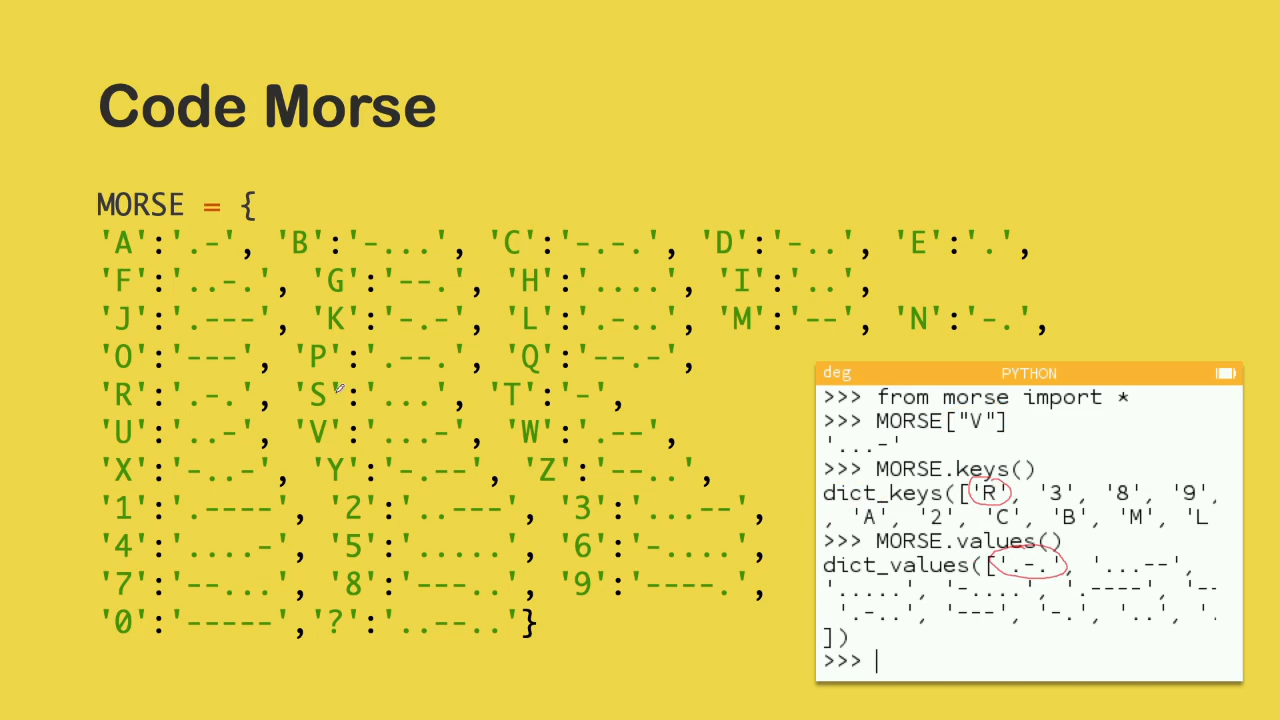 Code Morse
MORSE = {
'A':'.-', 'B':'-...', 'C':'-.-.', 'D':'-..', 'E':'.',
'F':'..-.', 'G':'--.', 'H':'....', 'I':'..',
'J':'.---', 'K':'-.-', 'L':'.-..', 'M':'--', 'N':'-.',
'O':'---', 'P':'.--.', 'Q':'--.-',
'R':'.-.', 'S':'...', 'T':'-',
'U':'..-', 'V':'...-', 'W':'.--',
'X':'-..-', 'Y':'-.--', 'Z':'--..',
'1':'.----', '2':'..---', '3':'...--',
'4':'....-', '5':'.....', '6':'-....',
'7':'--...', '8':'---..', '9':'----.',
'0':'-----','?':'..--..'}
deg PYTHON
>>> from morse import *
>>> MORSE["V"]
'...-'
>>> MORSE.keys()
dict_keys(['R', '3', '8', '9',
, 'A', '2', 'C', 'B', 'M', 'L
>>> MORSE.values()
dict_values(['.-.', '...--',
'.....', '-....', '.----', '--
'.-..', '---', '-.', '..', '.
])
>>>